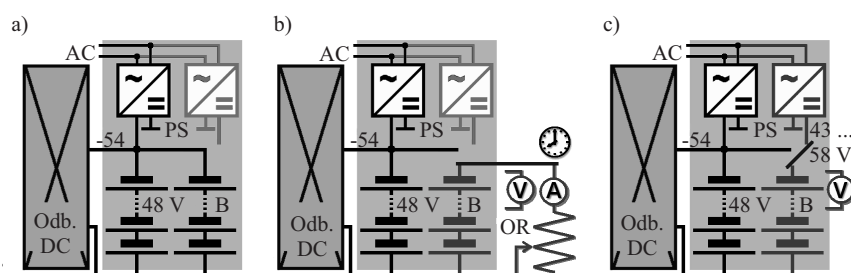 a)
AC
-54
PS
48 V
B
Odb.
DC
b)
AC
-54
PS
48 V
B
V
A
OR
Odb.
DC
c)
AC
-54
PS
43 ...
58 V
48 V
B
V
Odb.
DC